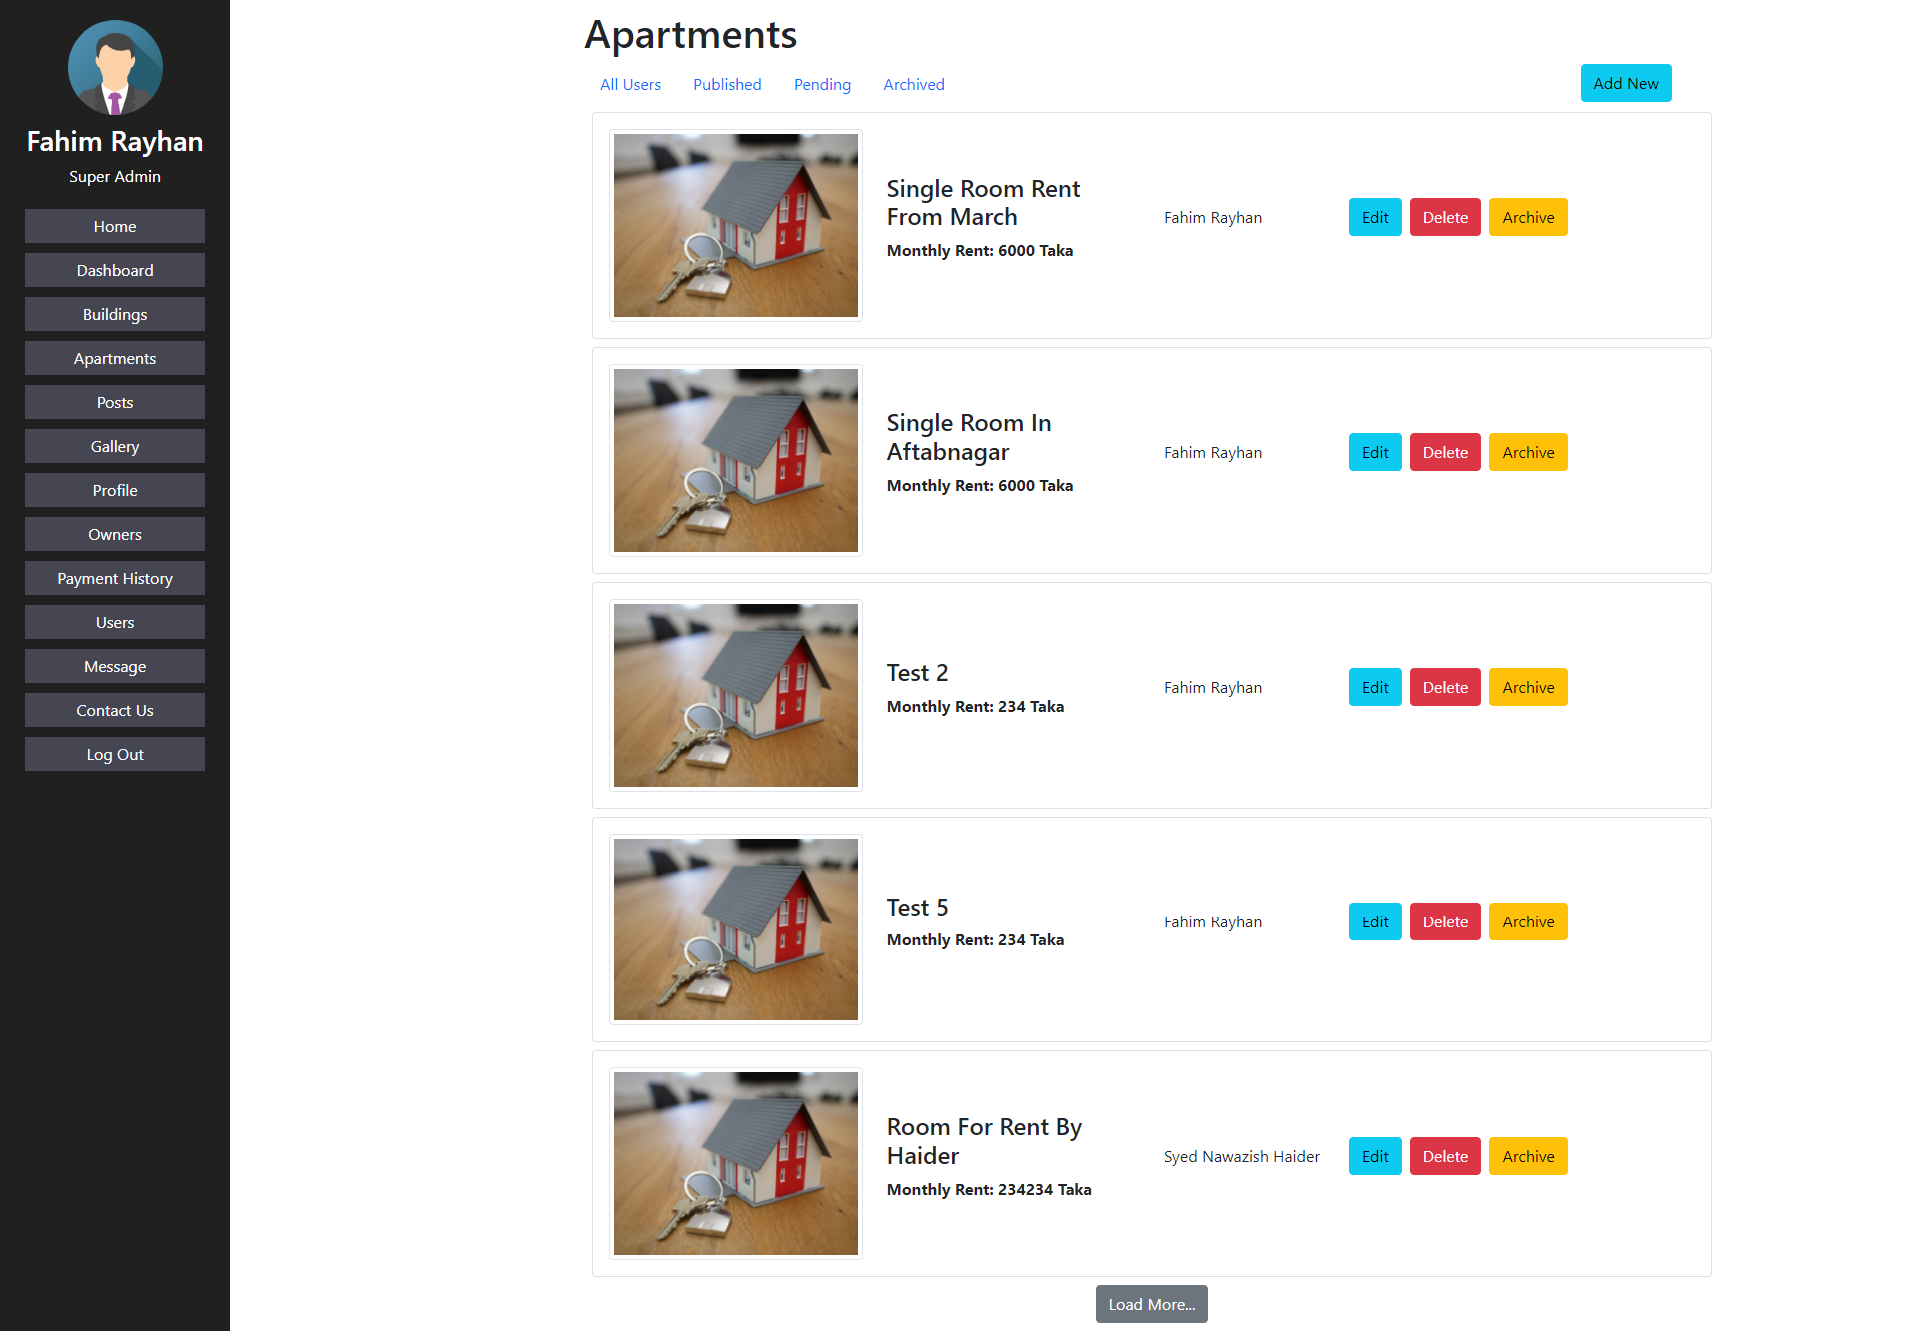 Fahim Rayhan
Super Admin
Home
Dashboard
Buildings
Apartments
Posts
Gallery
Profile
Owners
Payment History
Users
Message
Contact Us
Log Out
Apartments
All Users Published Pending Archived Add New
Single Room Rent
From March
Monthly Rent: 6000 Taka
Fahim Rayhan
Edit Delete Archive
Single Room In
Aftabnagar
Monthly Rent: 6000 Taka
Fahim Rayhan
Edit Delete Archive
Test 2
Monthly Rent: 234 Taka
Fahim Rayhan
Edit Delete Archive
Test 5
Monthly Rent: 234 Taka
Fahim Rayhan
Edit Delete Archive
Room For Rent By
Haider
Monthly Rent: 234234 Taka
Syed Nawazish Haider
Edit Delete Archive
Load More...